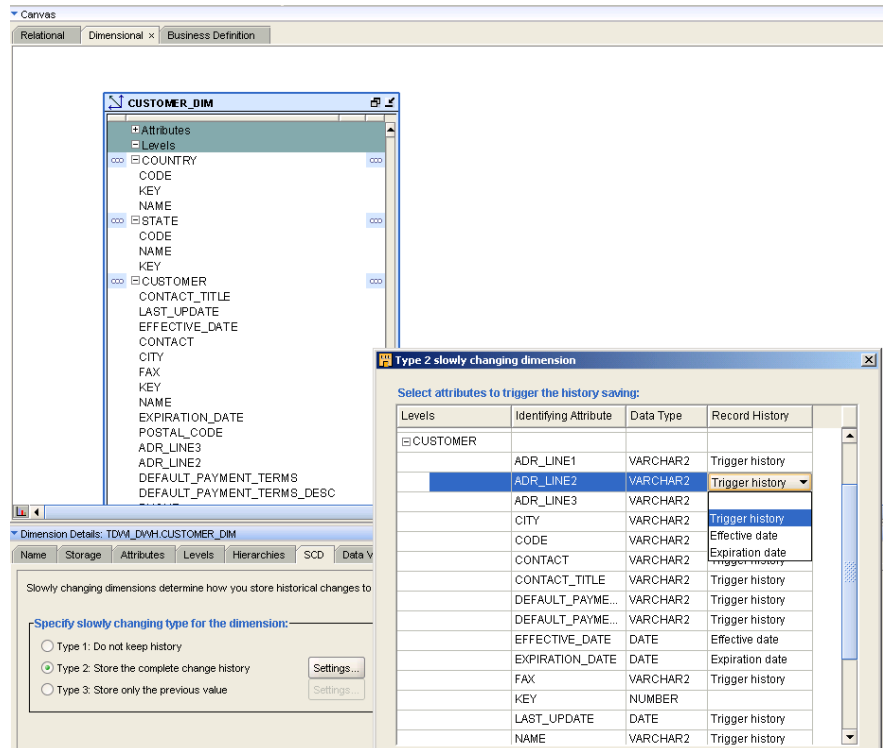 Canvas
Relational Dimensional × Business Definition
CUSTOMER_DIM
Attributes
Levels
COUNTRY
CODE
KEY
NAME
STATE
CODE
NAME
KEY
CUSTOMER
CONTACT_TITLE
LAST_UPDATE
EFFECTIVE_DATE
CONTACT
CITY
FAX
KEY
NAME
EXPIRATION_DATE
POSTAL_CODE
ADR_LINE3
ADR_LINE2
DEFAULT_PAYMENT_TERMS
DEFAULT_PAYMENT_TERMS_DESC
Dimension Details: TDWI_DWH.CUSTOMER_DIM
Name Storage Attributes Levels Hierarchies SCD Data V
Slowly changing dimensions determine how you store historical changes to
Specify slowly changing type for the dimension:
Type 1: Do not keep history
Type 2: Store the complete change history Settings...
Type 3: Store only the previous value Settings...
Type 2 slowly changing dimension
Select attributes to trigger the history saving:
Levels Identifying Attribute Data Type Record History
CUSTOMER
ADR_LINE1 VARCHAR2 Trigger history
ADR_LINE2 VARCHAR2 Trigger history
ADR_LINE3 VARCHAR2
CITY VARCHAR2 Trigger history
CODE VARCHAR2 Effective date
Expiration date
CONTACT VARCHAR2 Trigger history
CONTACT_TITLE VARCHAR2 Trigger history
DEFAULT_PAYME... VARCHAR2 Trigger history
DEFAULT_PAYME... VARCHAR2 Trigger history
EFFECTIVE_DATE DATE Effective date
EXPIRATION_DATE DATE Expiration date
FAX VARCHAR2 Trigger history
KEY NUMBER
LAST_UPDATE DATE Trigger history
NAME VARCHAR2 Trigger history